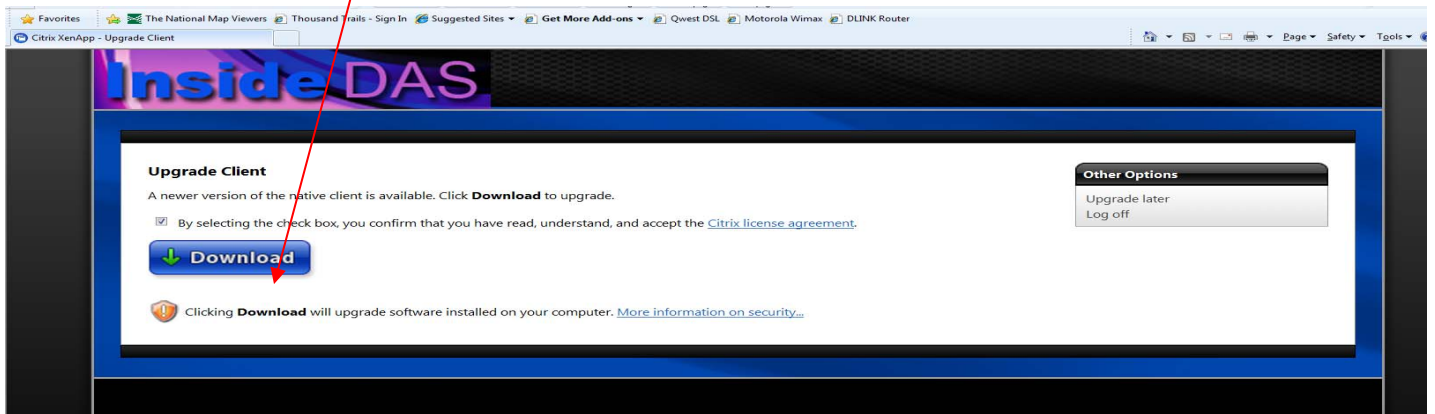 Favorites The National Map Viewers Thousand Trails - Sign In Suggested Sites Get More Add-ons Qwest DSL Motorola Wimax DLINK Router
Citrix XenApp - Upgrade Client Page Safety Tools
Inside DAS
Upgrade Client
A newer version of the native client is available. Click Download to upgrade.
By selecting the check box, you confirm that you have read, understand, and accept the Citrix license agreement.
Download
Clicking Download will upgrade software installed on your computer. More information on security...
Other Options
Upgrade later
Log off